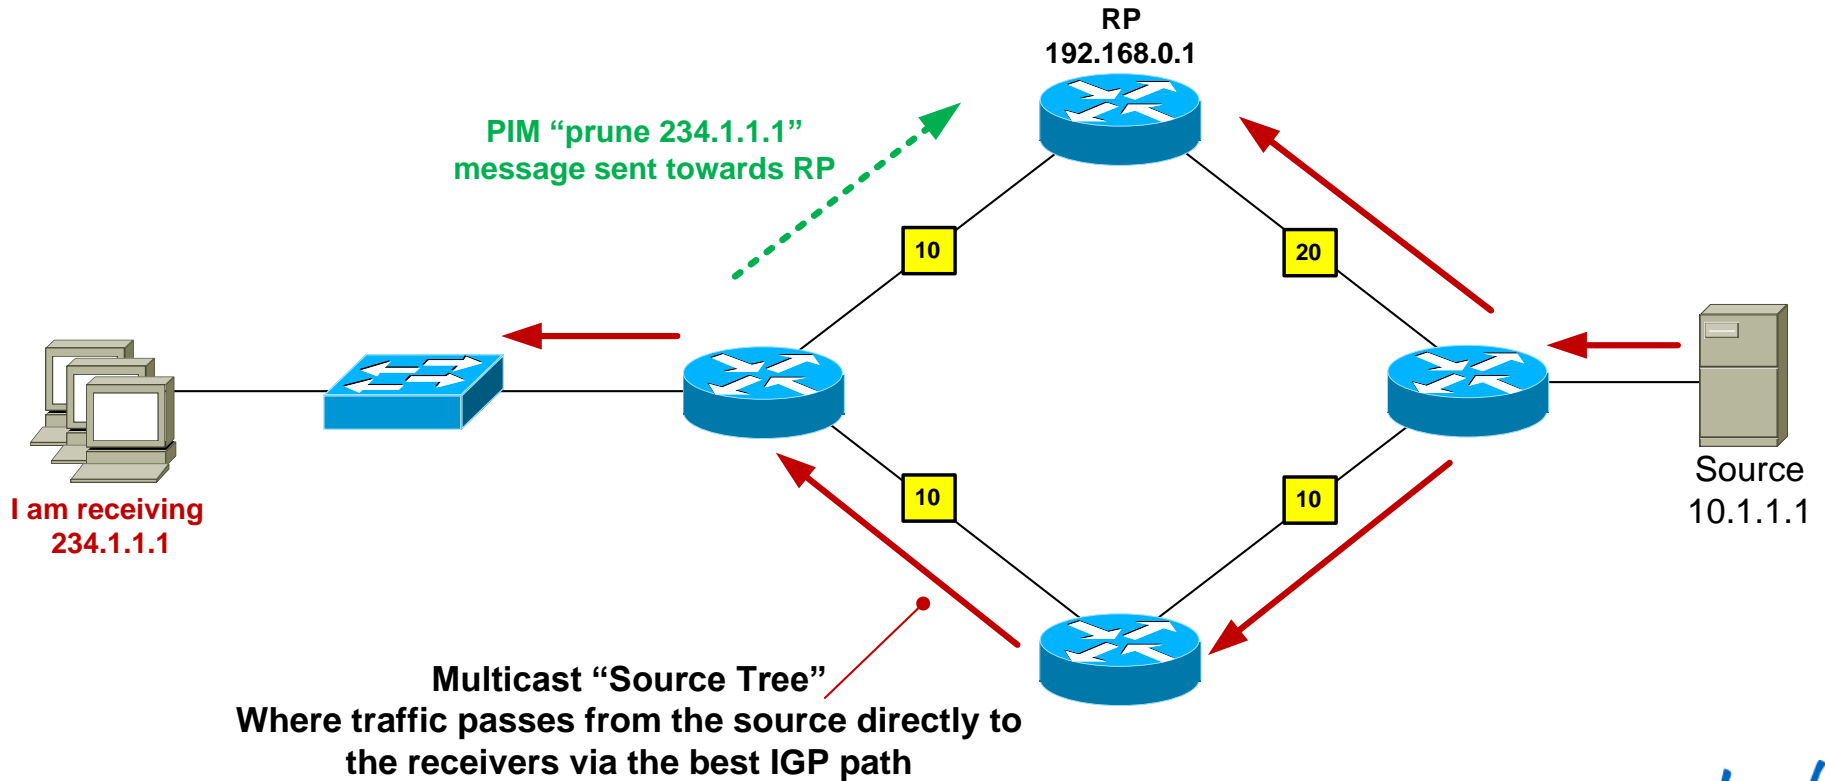 RP
192.168.0.1
PIM “prune 234.1.1.1”
message sent towards RP
10
20
I am receiving
234.1.1.1
10
10
Source
10.1.1.1
Multicast “Source Tree”
Where traffic passes from the source directly to
the receivers via the best IGP path